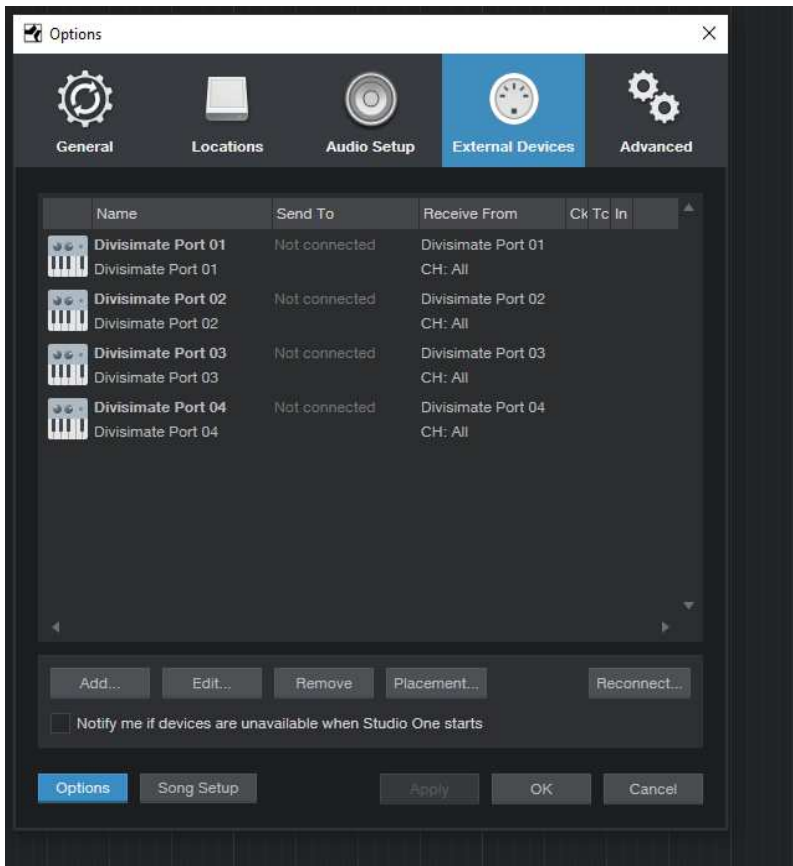 Options
General Locations Audio Setup External Devices Advanced
Name Send To Receive From Ck Tc In
Divisimate Port 01 Not connected Divisimate Port 01
Divisimate Port 01 CH: All
Divisimate Port 02 Not connected Divisimate Port 02
Divisimate Port 02 CH: All
Divisimate Port 03 Not connected Divisimate Port 03
Divisimate Port 03 CH: All
Divisimate Port 04 Not connected Divisimate Port 04
Divisimate Port 04 CH: All
Add... Edit... Remove Placement... Reconnect...
Notify me if devices are unavailable when Studio One starts
Options Song Setup Apply OK Cancel